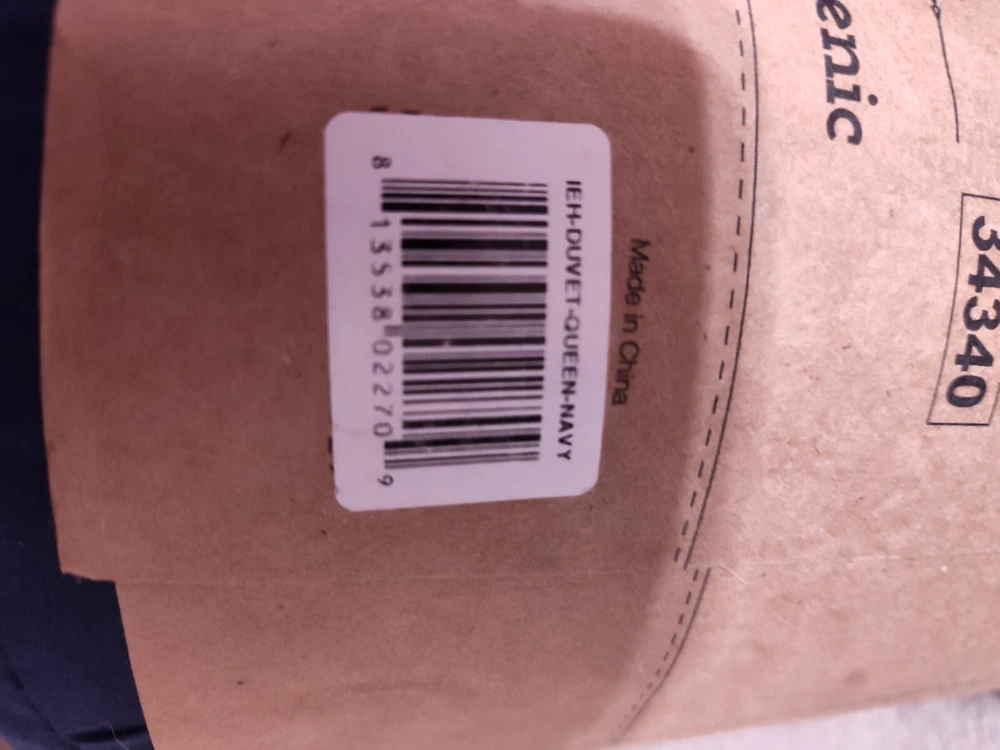 34340
enic
Made in China
IEH-DUVET-QUEEN-NAVY
8 13538 02270 9